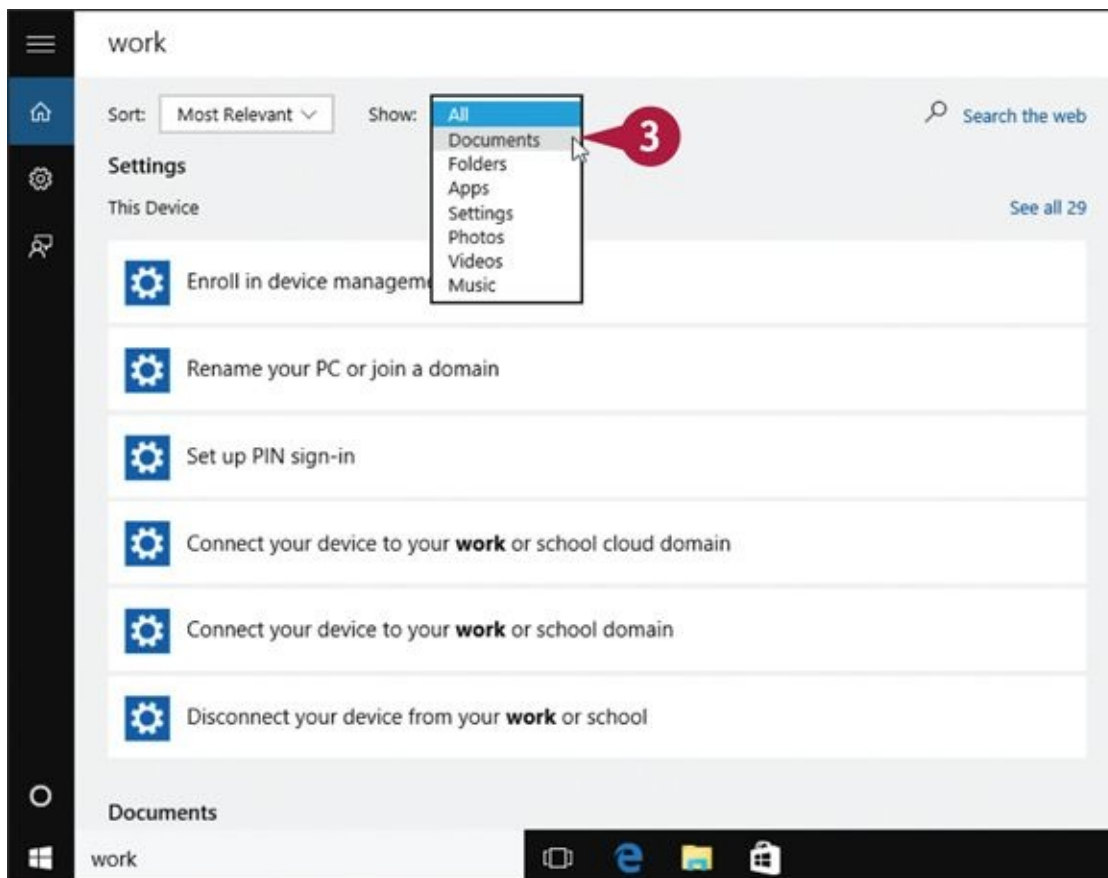 work
Sort: Most Relevant Show: All Search the web
Documents
3
Folders
Apps
Settings
Photos
Videos
Music
Settings
This Device See all 29
Enroll in device managem
Rename your PC or join a domain
Set up PIN sign-in
Connect your device to your work or school cloud domain
Connect your device to your work or school domain
Disconnect your device from your work or school
Documents
work